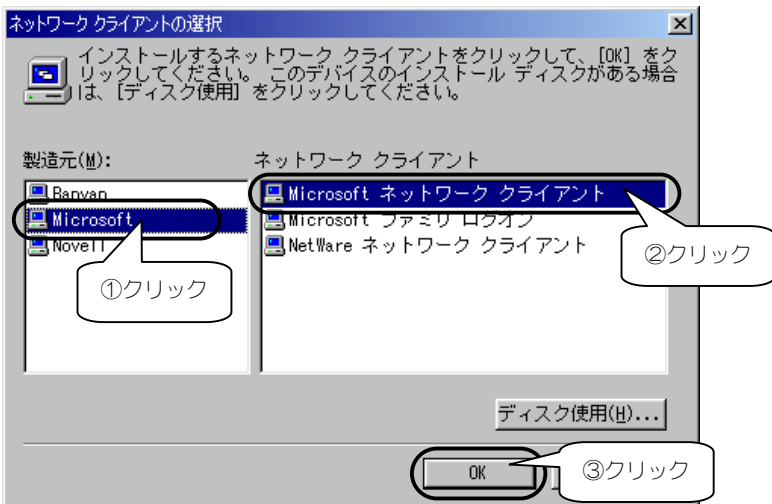 ネットワーク クライアントの選択
インストールするネットワーク クライアントをクリックして、[OK] をク
リックしてください。 このデバイスのインストール ディスクがある場合
は、[ディスク使用] をクリックしてください。
製造元(M):
ネットワーク クライアント
Banyan
Microsoft
Novell
①クリック
Microsoft ネットワーク クライアント
Microsoft ファミリ ログオン
NetWare ネットワーク クライアント
②クリック
ディスク使用(H)...
OK
③クリック